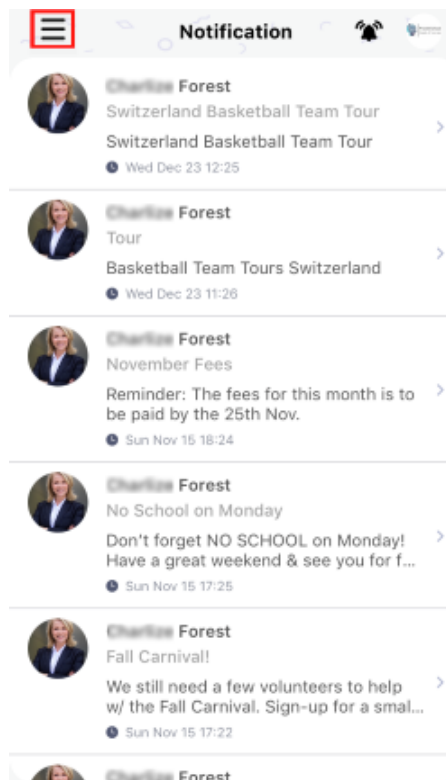 Notification
Forest
Switzerland Basketball Team Tour
Switzerland Basketball Team Tour
Wed Dec 23 12:25
Forest
Tour
Basketball Team Tours Switzerland
Wed Dec 23 11:26
Forest
November Fees
Reminder: The fees for this month is to
be paid by the 25th Nov.
Sun Nov 15 18:24
Forest
No School on Monday
Don't forget NO SCHOOL on Monday!
Have a great weekend & see you for f...
Sun Nov 15 17:25
Forest
Fall Carnival!
We still need a few volunteers to help
w/ the Fall Carnival. Sign-up for a smal...
Sun Nov 15 17:22
Forest